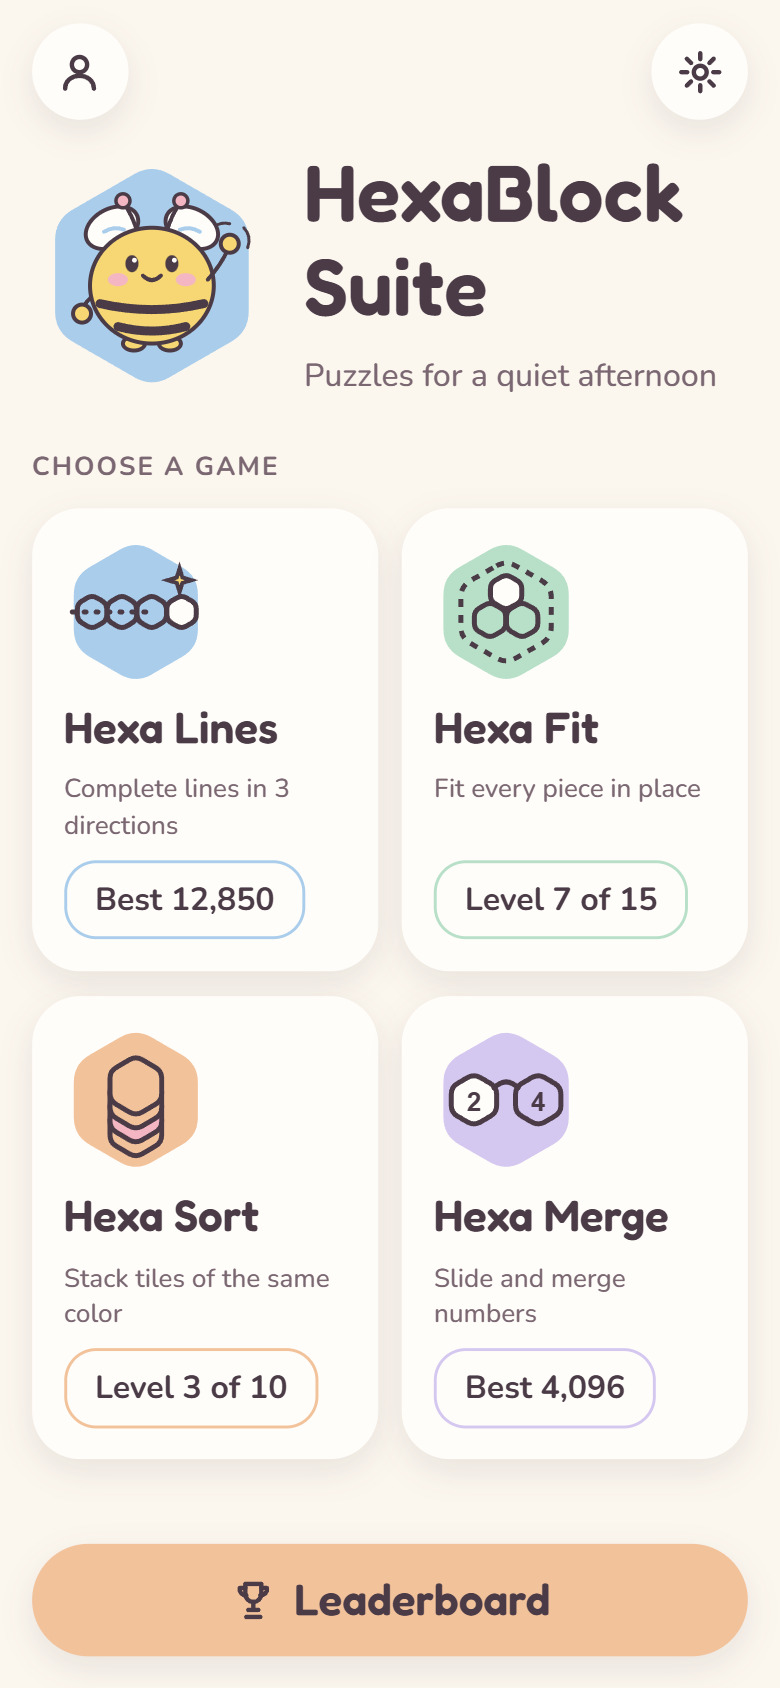 HexaBlock
Suite
Puzzles for a quiet afternoon
CHOOSE A GAME
Hexa Lines
Complete lines in 3
directions
Best 12,850
Hexa Fit
Fit every piece in place
Level 7 of 15
Hexa Sort
Stack tiles of the same
color
Level 3 of 10
2 4
Hexa Merge
Slide and merge
numbers
Best 4,096
Leaderboard